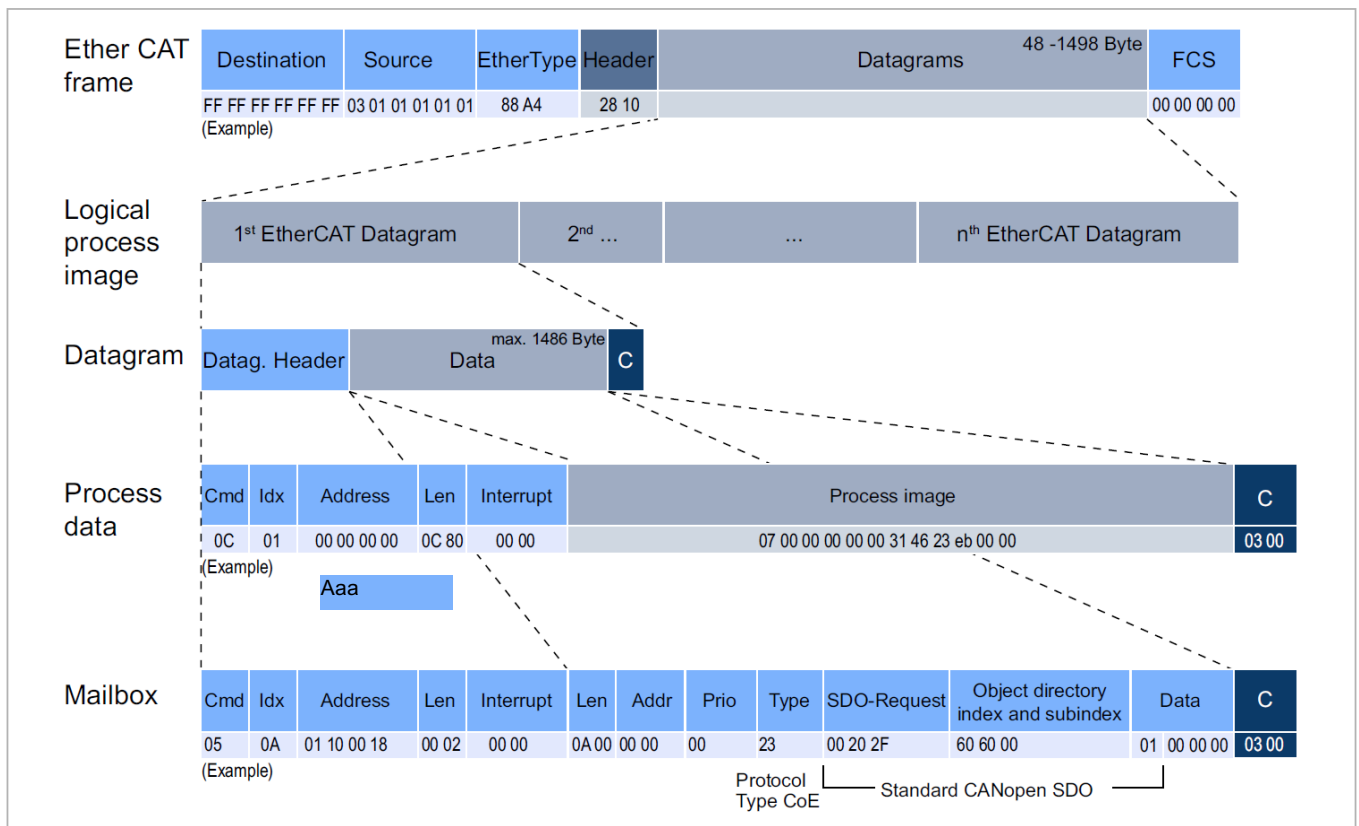 Ether CAT
frame
Destination Source EtherType Header Datagrams 48 -1498 Byte FCS
FF FF FF FF FF FF 03 01 01 01 01 01 88 A4 28 10 00 00 00 00
(Example)
Logical
process
image
1st EtherCAT Datagram 2nd ... ... nth EtherCAT Datagram
Datagram
Datag. Header Data max. 1486 Byte C
Process
data
Cmd Idx Address Len Interrupt Process image C
0C 01 00 00 00 00 0C 80 00 00 07 00 00 00 00 00 31 46 23 eb 00 00 03 00
(Example)
Aaa
Mailbox
Cmd Idx Address Len Interrupt Len Addr Prio Type SDO-Request Object directory
index and subindex Data C
05 0A 01 10 00 18 00 02 00 00 0A 00 00 00 00 23 00 20 2F 60 60 00 01 00 00 00 03 00
(Example)
Protocol
Type CoE
Standard CANopen SDO